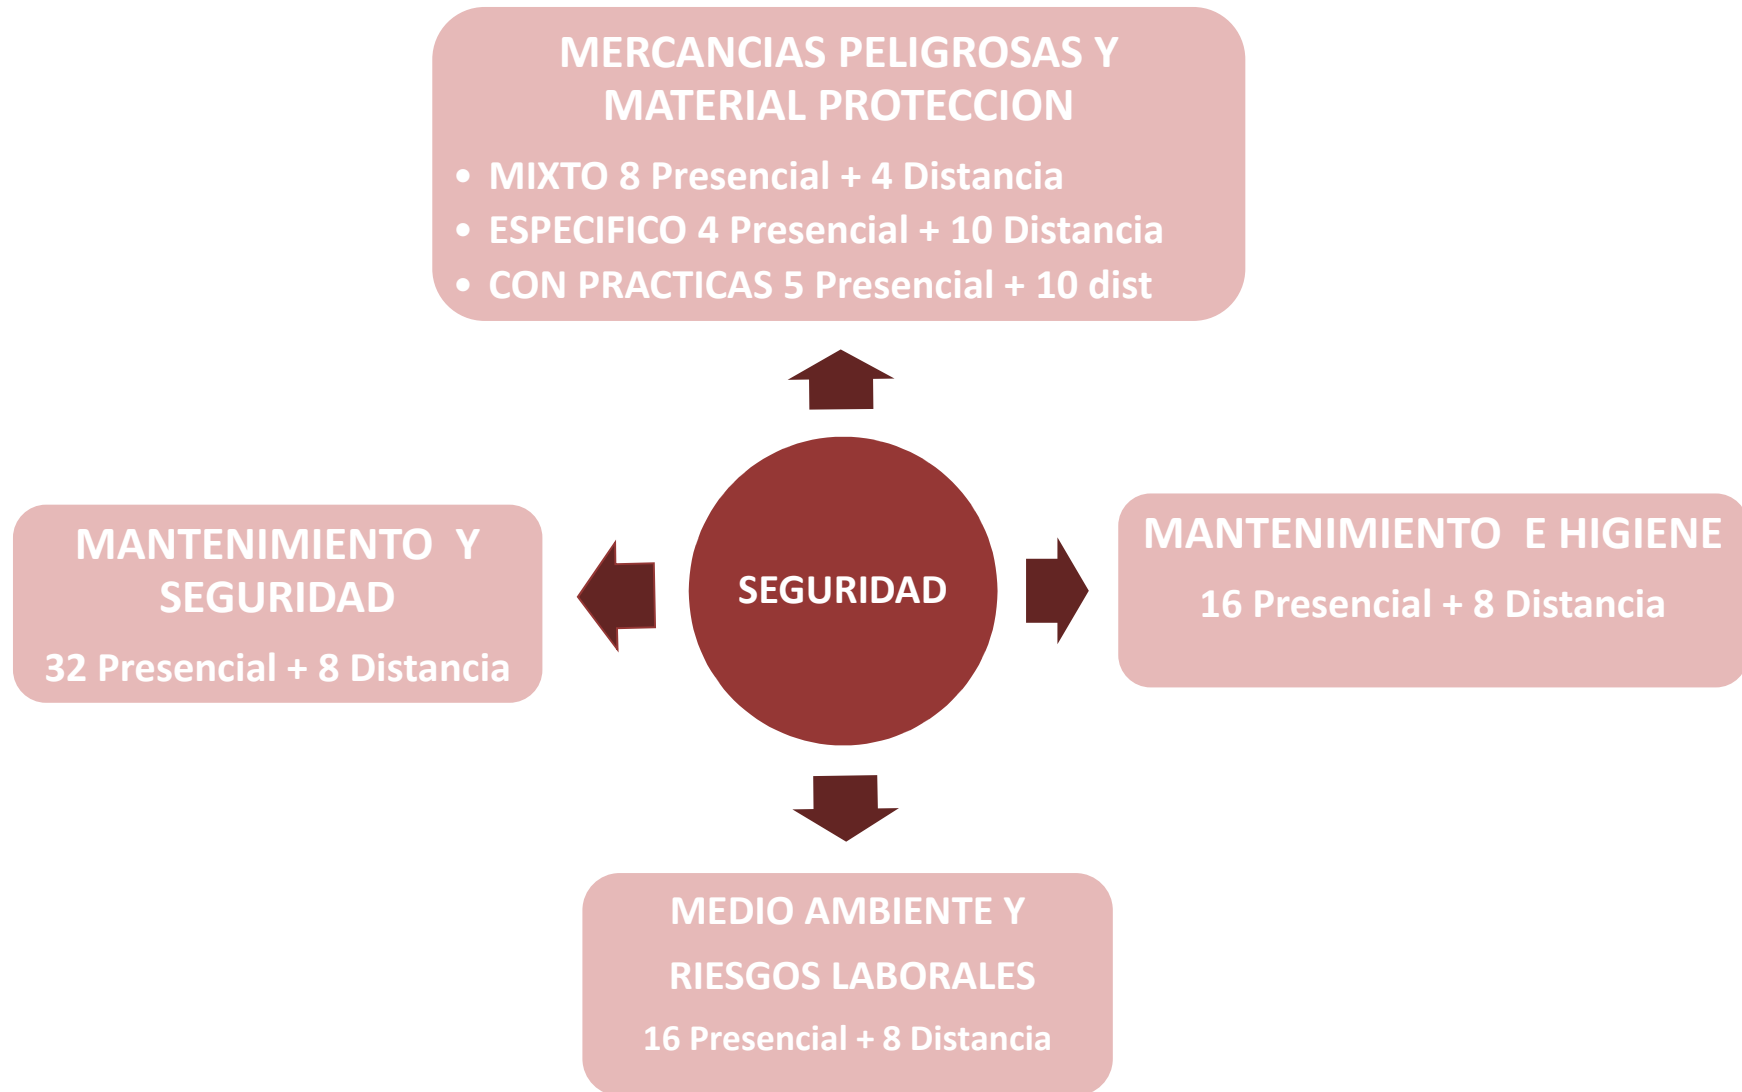 MERCANCIAS PELIGROSAS Y
MATERIAL PROTECCION
• MIXTO 8 Presencial + 4 Distancia
• ESPECIFICO 4 Presencial + 10 Distancia
• CON PRACTICAS 5 Presencial + 10 dist
MANTENIMIENTO Y
SEGURIDAD
32 Presencial + 8 Distancia
SEGURIDAD
MANTENIMIENTO E HIGIENE
16 Presencial + 8 Distancia
MEDIO AMBIENTE Y
RIESGOS LABORALES
16 Presencial + 8 Distancia